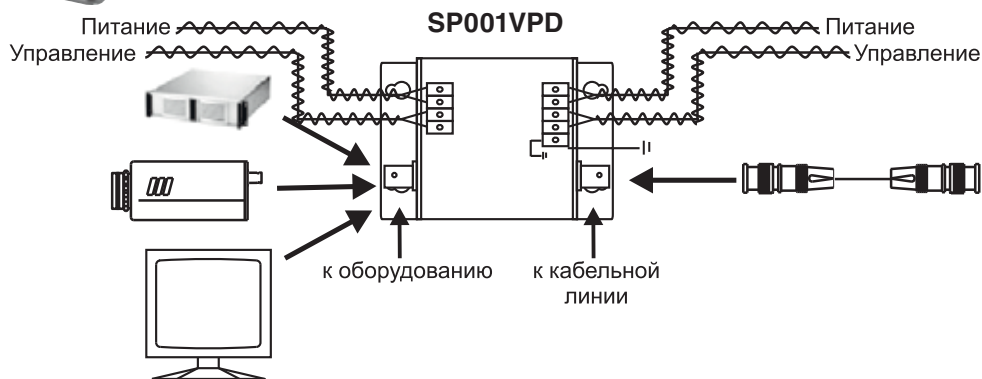 SP001VPD
Питание
Управление
Питание
Управление
к оборудованию
к кабельной
линии